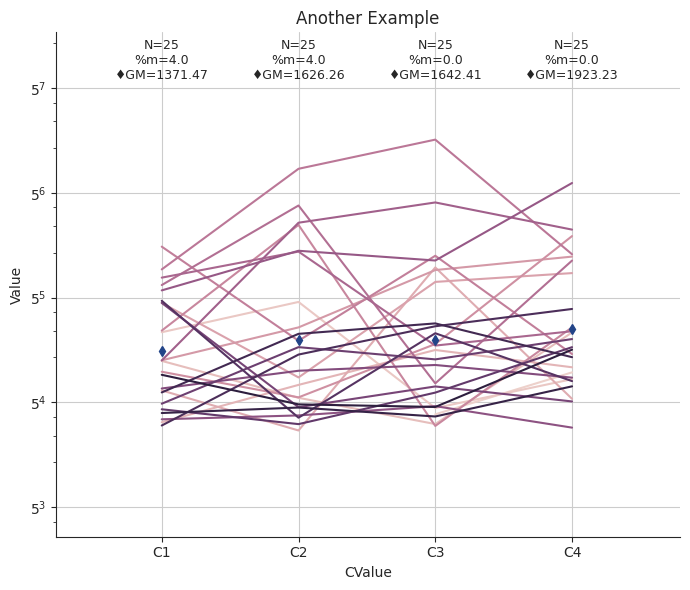 Another Example
N=25 N=25 N=25 N=25
%m=4.0 %m=4.0 %m=0.0 %m=0.0
♦GM=1371.47 ♦GM=1626.26 ♦GM=1642.41 ♦GM=1923.23
5⁷
5⁶
5⁵
5⁴
5³
Value
C1 C2 C3 C4
CValue